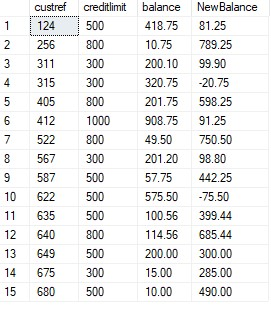 custref creditlimit balance NewBalance
1 124 500 418.75 81.25
2 256 800 10.75 789.25
3 311 300 200.10 99.90
4 315 300 320.75 -20.75
5 405 800 201.75 598.25
6 412 1000 908.75 91.25
7 522 800 49.50 750.50
8 567 300 201.20 98.80
9 587 500 57.75 442.25
10 622 500 575.50 -75.50
11 635 500 100.56 399.44
12 640 800 114.56 685.44
13 649 500 200.00 300.00
14 675 300 15.00 285.00
15 680 500 10.00 490.00